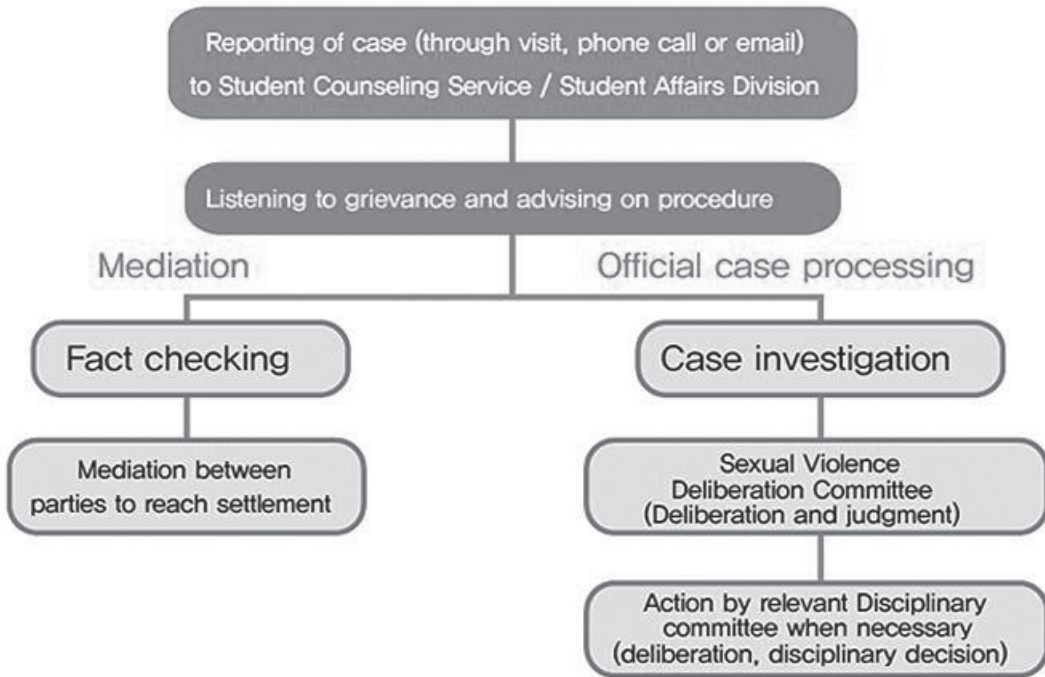 Reporting of case (through visit, phone call or email)
to Student Counseling Service / Student Affairs Division
Listening to grievance and advising on procedure
Mediation
Official case processing
Fact checking
Case investigation
Mediation between
parties to reach settlement
Sexual Violence
Deliberation Committee
(Deliberation and judgment)
Action by relevant Disciplinary
committee when necessary
(deliberation, disciplinary decision)